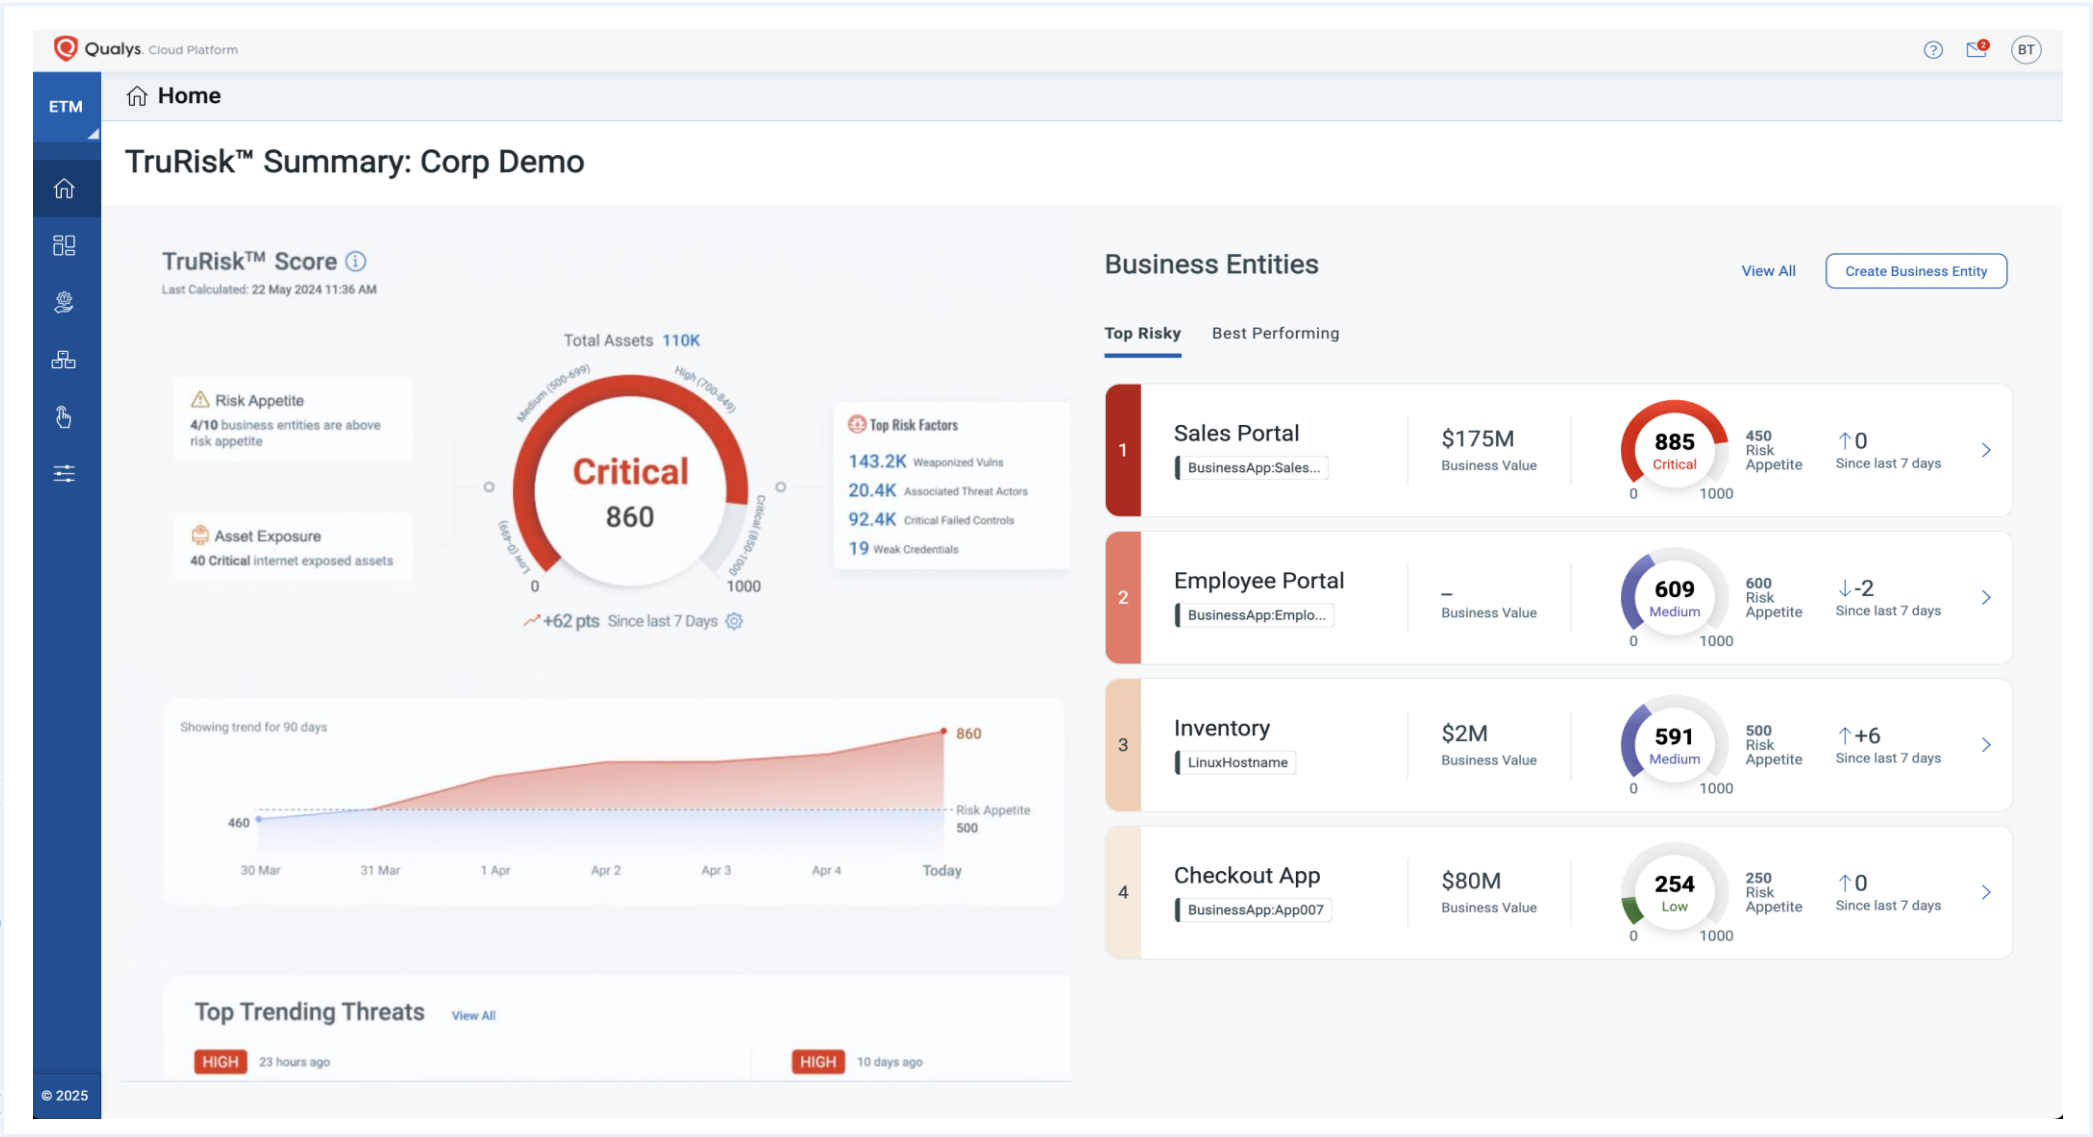 Qualys. Cloud Platform
2
BT
ETM
Home
TruRisk™ Summary: Corp Demo
TruRisk™ Score
Last Calculated: 22 May 2024 11:36 AM
Total Assets 110K
Risk Appetite
4/10 business entities are above
risk appetite
Asset Exposure
40 Critical internet exposed assets
Low (0-499)
Medium (500-699)
High (700-849)
Critical (850-1000
Critical
860
0
1000
+62 pts Since last 7 Days
Top Risk Factors
143.2K Weaponized Vulns
20.4K Associated Threat Actors
92.4K Critical Failed Controls
19 Weak Credentials
Showing trend for 90 days
860
460
Risk Appetite
500
30 Mar 31 Mar 1 Apr Apr 2 Apr 3 Apr 4 Today
Top Trending Threats View All
HIGH 23 hours ago
HIGH 10 days ago
Business Entities
View All
Create Business Entity
Top Risky Best Performing
1
Sales Portal
BusinessApp:Sales...
$175M
Business Value
885
Critical
0 1000
450
Risk
Appetite
↑0
Since last 7 days
2
Employee Portal
BusinessApp:Emplo...
–
Business Value
609
Medium
0 1000
600
Risk
Appetite
↓-2
Since last 7 days
3
Inventory
LinuxHostname
$2M
Business Value
591
Medium
0 1000
500
Risk
Appetite
↑+6
Since last 7 days
4
Checkout App
BusinessApp:App007
$80M
Business Value
254
Low
0 1000
250
Risk
Appetite
↑0
Since last 7 days
© 2025